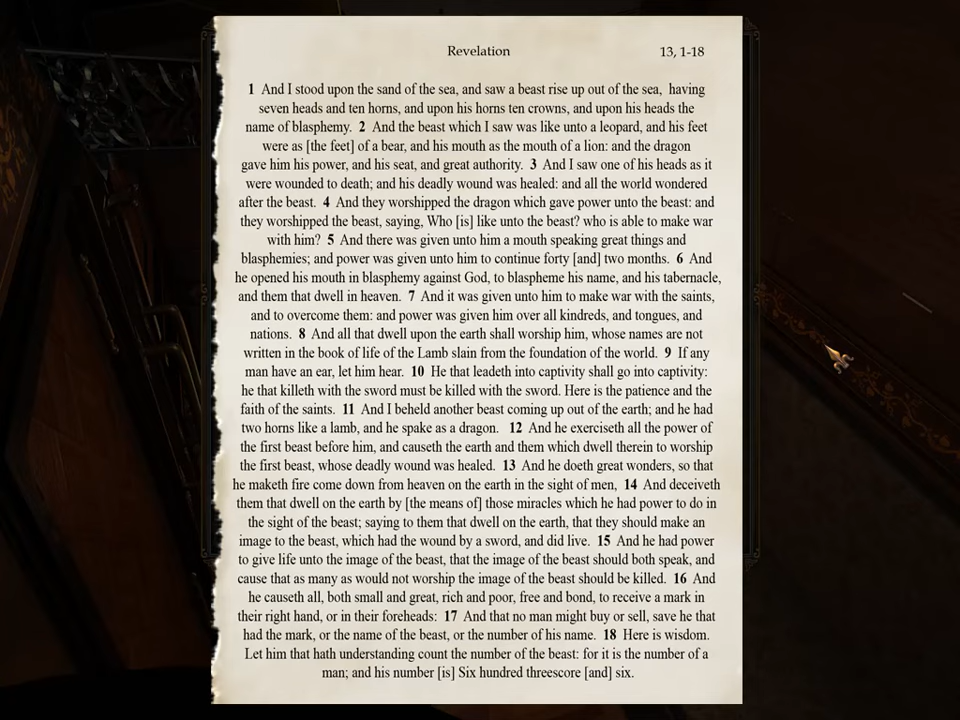 Revelation 13, 1-18
1 And I stood upon the sand of the sea, and saw a beast rise up out of the sea, having
seven heads and ten horns, and upon his horns ten crowns, and upon his heads the
name of blasphemy. 2 And the beast which I saw was like unto a leopard, and his feet
were as [the feet] of a bear, and his mouth as the mouth of a lion: and the dragon
gave him his power, and his seat, and great authority. 3 And I saw one of his heads as it
were wounded to death; and his deadly wound was healed: and all the world wondered
after the beast. 4 And they worshipped the dragon which gave power unto the beast: and
they worshipped the beast, saying, Who [is] like unto the beast? who is able to make war
with him? 5 And there was given unto him a mouth speaking great things and
blasphemies; and power was given unto him to continue forty [and] two months. 6 And
he opened his mouth in blasphemy against God, to blaspheme his name, and his tabernacle,
and them that dwell in heaven. 7 And it was given unto him to make war with the saints,
and to overcome them: and power was given him over all kindreds, and tongues, and
nations. 8 And all that dwell upon the earth shall worship him, whose names are not
written in the book of life of the Lamb slain from the foundation of the world. 9 If any
man have an ear, let him hear. 10 He that leadeth into captivity shall go into captivity:
he that killeth with the sword must be killed with the sword. Here is the patience and the
faith of the saints. 11 And I beheld another beast coming up out of the earth; and he had
two horns like a lamb, and he spake as a dragon. 12 And he exerciseth all the power of
the first beast before him, and causeth the earth and them which dwell therein to worship
the first beast, whose deadly wound was healed. 13 And he doeth great wonders, so that
he maketh fire come down from heaven on the earth in the sight of men, 14 And deceiveth
them that dwell on the earth by [the means of] those miracles which he had power to do in
the sight of the beast; saying to them that dwell on the earth, that they should make an
image to the beast, which had the wound by a sword, and did live. 15 And he had power
to give life unto the image of the beast, that the image of the beast should both speak, and
cause that as many as would not worship the image of the beast should be killed. 16 And
he causeth all, both small and great, rich and poor, free and bond, to receive a mark in
their right hand, or in their foreheads: 17 And that no man might buy or sell, save he that
had the mark, or the name of the beast, or the number of his name. 18 Here is wisdom.
Let him that hath understanding count the number of the beast: for it is the number of a
man; and his number [is] Six hundred threescore [and] six.